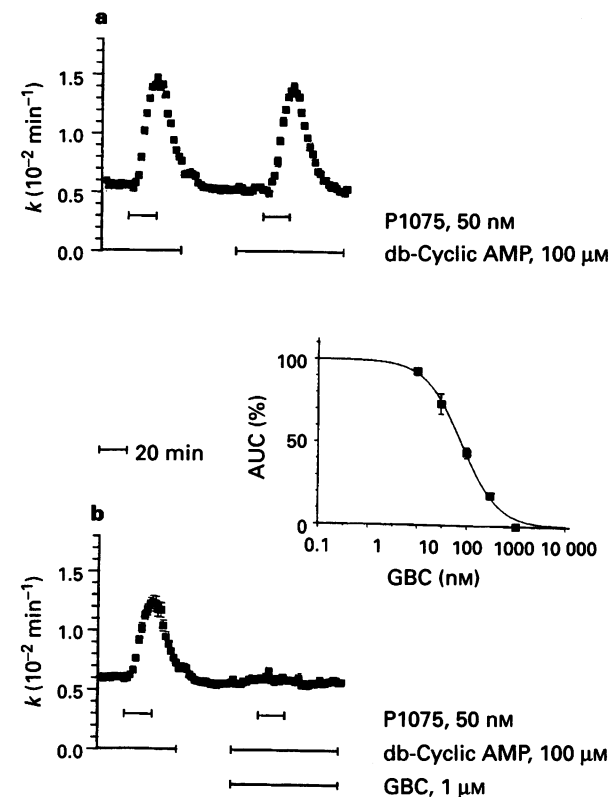 a
1.5
1.0
0.5
0.0
k (10⁻² min⁻¹)
P1075, 50 nM
db-Cyclic AMP, 100 μM
20 min
100
50
0
AUC (%)
0.1 1 10 100 1000 10 000
GBC (nM)
b
1.5
1.0
0.5
0.0
k (10⁻² min⁻¹)
P1075, 50 nM
db-Cyclic AMP, 100 μM
GBC, 1 μM